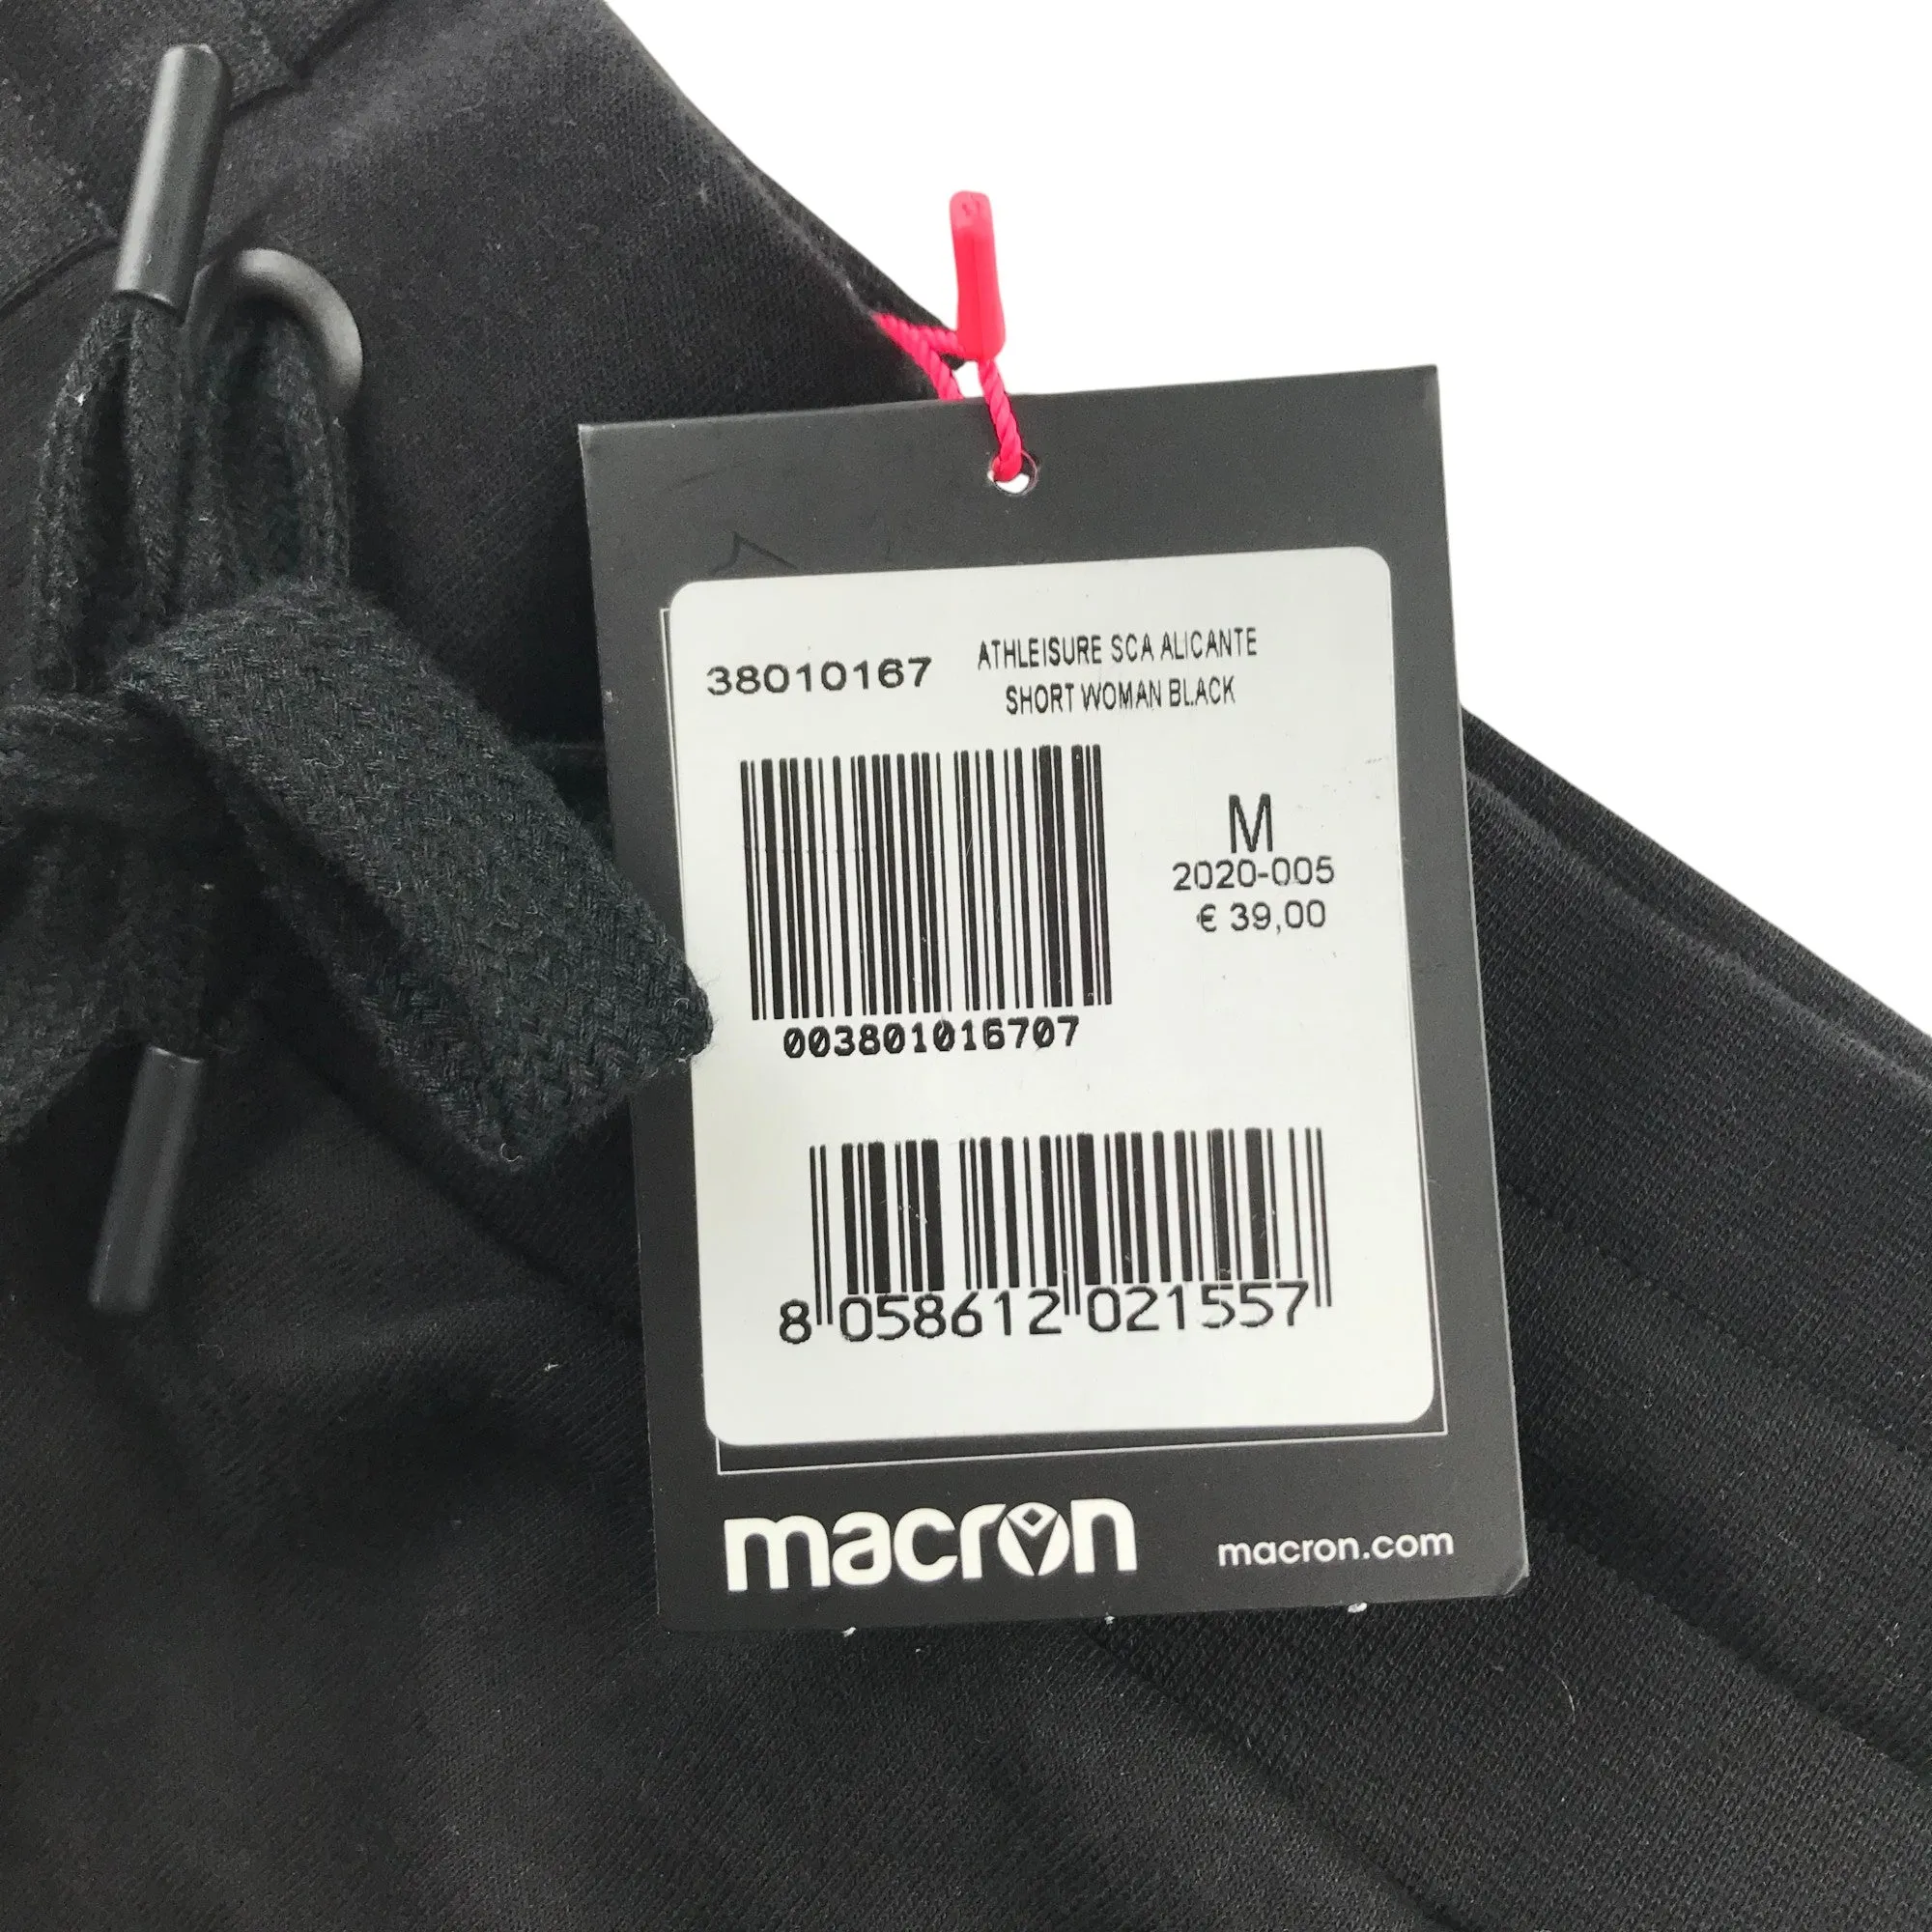 38010167
ATHLEISURE SCA ALICANTE
SHORT WOMAN BLACK
M
2020-005
€ 39,00
003801016707
8 058612 021557
macron
macron.com